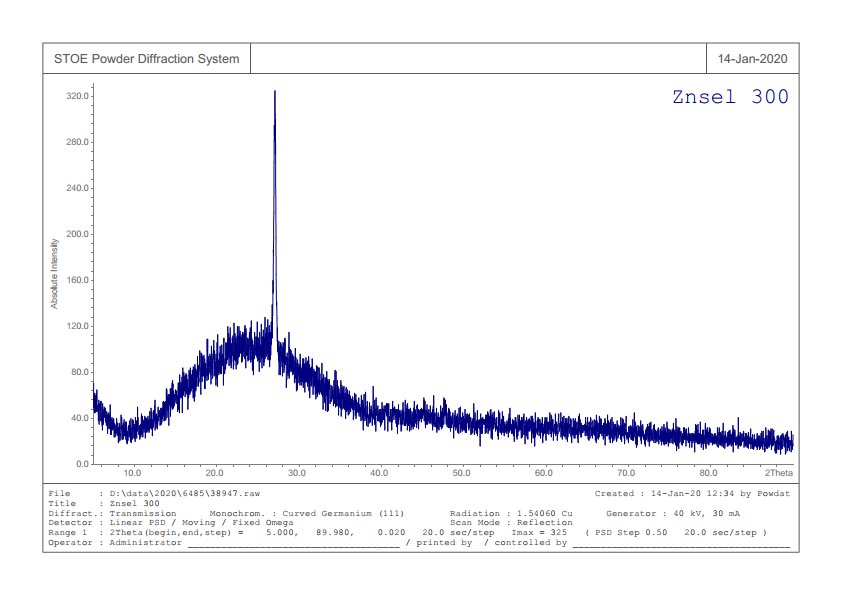 STOE Powder Diffraction System
14-Jan-2020
Znsel 300
320.0
280.0
240.0
200.0
160.0
120.0
80.0
40.0
0.0
Absolute Intensity
10.0 20.0 30.0 40.0 50.0 60.0 70.0 80.0 2Theta
File : D:\data\2020\6485\38947.raw Created : 14-Jan-20 12:34 by Powdat
Title : Znsel 300
Diffract.: Transmission Monochrom. : Curved Germanium (111) Radiation : 1.54060 Cu Generator : 40 kV, 30 mA
Detector : Linear PSD / Moving / Fixed Omega Scan Mode : Reflection
Range 1 : 2Theta(begin,end,step) = 5.000, 89.980, 0.020 20.0 sec/step Imax = 325 ( PSD Step 0.50 20.0 sec/step )
Operator : Administrator ______ / printed by / controlled by ______